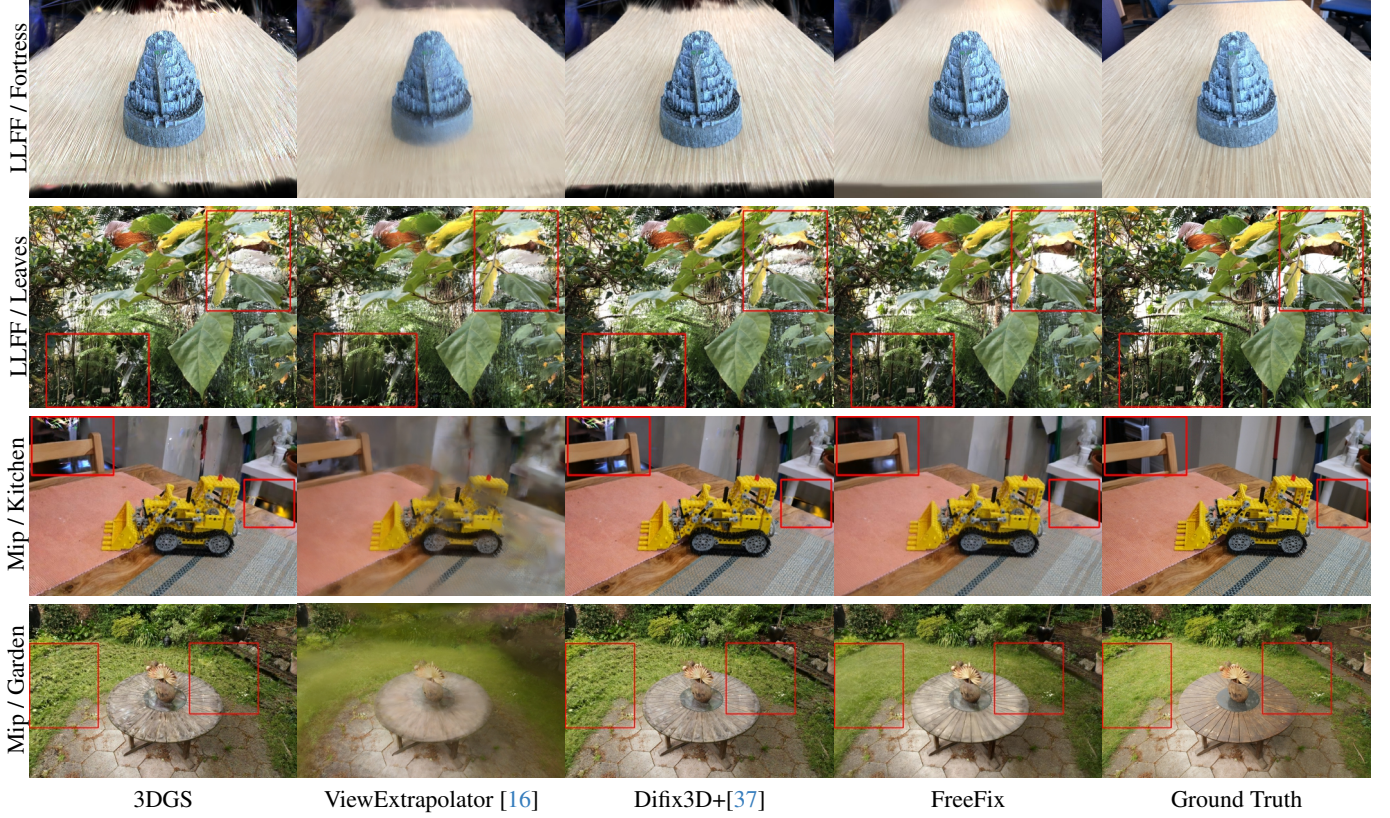 LLFF / Fortress
LLFF / Leaves
Mip / Kitchen
Mip / Garden
3DGS
ViewExtrapolator [16]
Difix3D+[37]
FreeFix
Ground Truth